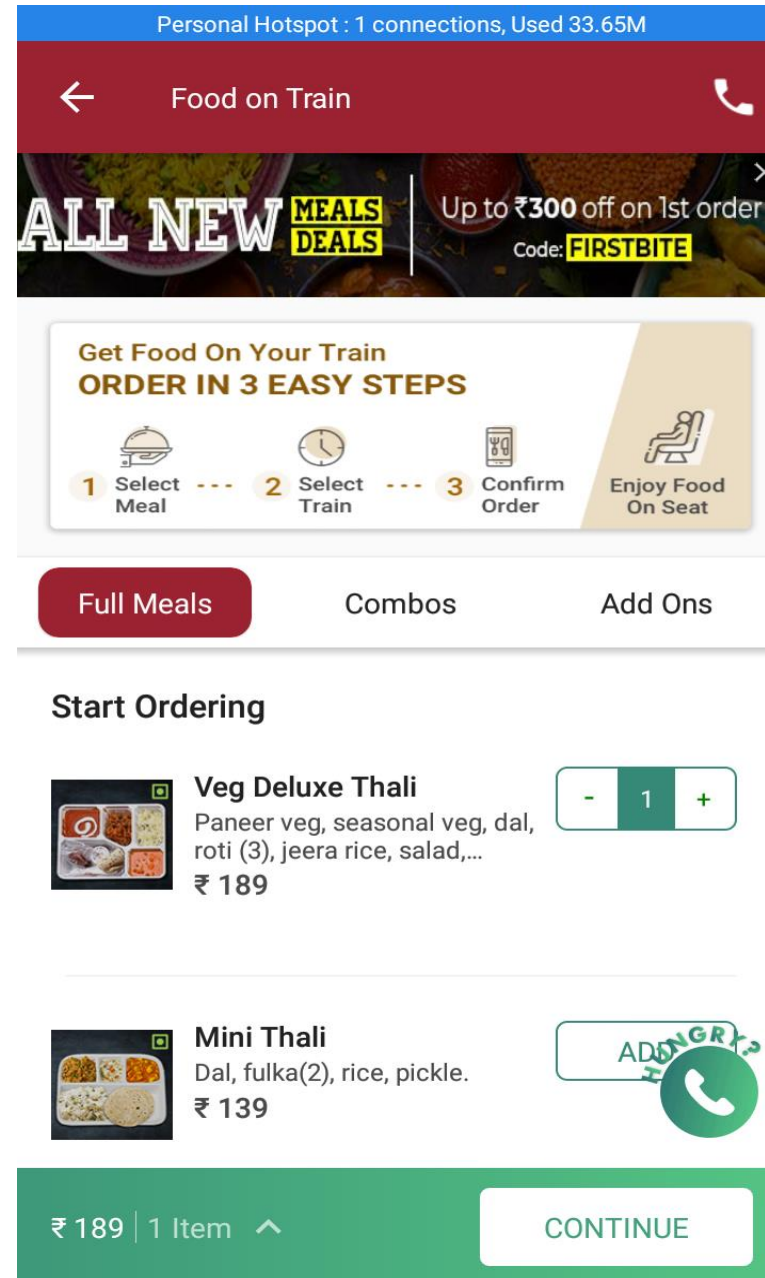 Personal Hotspot : 1 connections, Used 33.65M
Food on Train
ALL NEW MEALS DEALS
Up to ₹300 off on 1st order
Code: FIRSTBITE
Get Food On Your Train
ORDER IN 3 EASY STEPS
1 Select Meal --- 2 Select Train --- 3 Confirm Order
Enjoy Food On Seat
Full Meals Combos Add Ons
Start Ordering
Veg Deluxe Thali
- 1 +
Paneer veg, seasonal veg, dal,
roti (3), jeera rice, salad,...
₹ 189
Mini Thali
ADD
HUNGRY?
Dal, fulka(2), rice, pickle.
₹ 139
₹ 189 | 1 Item
CONTINUE